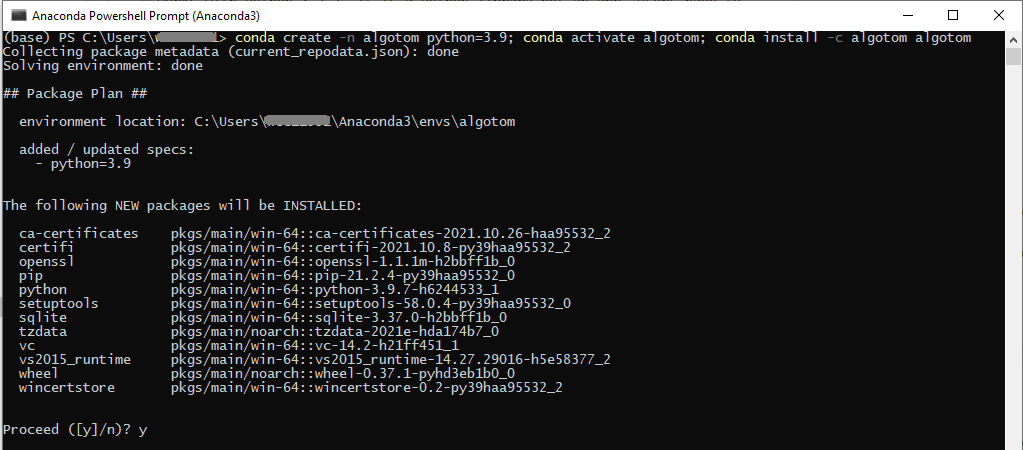 Anaconda Powershell Prompt (Anaconda3)
(base) PS C:\Users\> conda create -n algotom python=3.9; conda activate algotom; conda install -c algotom algotom
Collecting package metadata (current_repodata.json): done
Solving environment: done
## Package Plan ##
environment location: C:\Users\\Anaconda3\envs\algotom
added / updated specs:
- python=3.9
The following NEW packages will be INSTALLED:
ca-certificates pkgs/main/win-64::ca-certificates-2021.10.26-haa95532_2
certifi pkgs/main/win-64::certifi-2021.10.8-py39haa95532_2
openssl pkgs/main/win-64::openssl-1.1.1m-h2bbff1b_0
pip pkgs/main/win-64::pip-21.2.4-py39haa95532_0
python pkgs/main/win-64::python-3.9.7-h6244533_1
setuptools pkgs/main/win-64::setuptools-58.0.4-py39haa95532_0
sqlite pkgs/main/win-64::sqlite-3.37.0-h2bbff1b_0
tzdata pkgs/main/noarch::tzdata-2021e-hda174b7_0
vc pkgs/main/win-64::vc-14.2-h21ff451_1
vs2015_runtime pkgs/main/win-64::vs2015_runtime-14.27.29016-h5e58377_2
wheel pkgs/main/noarch::wheel-0.37.1-pyhd3eb1b0_0
wincertstore pkgs/main/win-64::wincertstore-0.2-py39haa95532_2
Proceed ([y]/n)? y